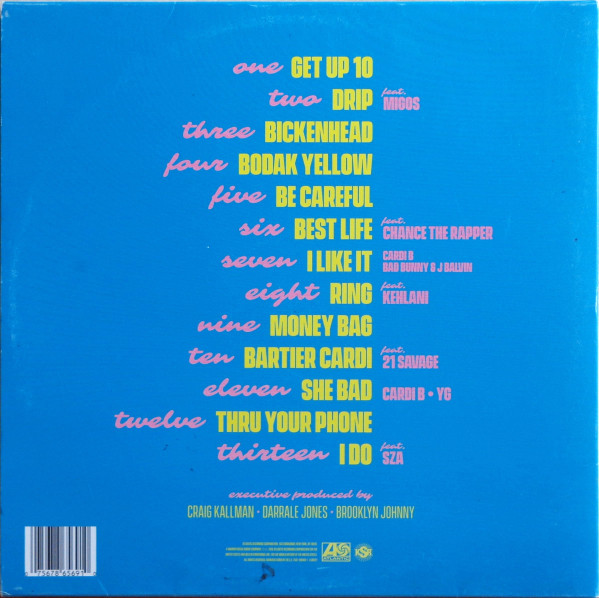 one GET UP 10
two DRIP feat. MIGOS
three BICKENHEAD
four BODAK YELLOW
five BE CAREFUL
six BEST LIFE feat. CHANCE THE RAPPER
seven I LIKE IT CARDI B
BAD BUNNY & J BALVIN
eight RING feat. KEHLANI
nine MONEY BAG
ten BARTIER CARDI feat. 21 SAVAGE
eleven SHE BAD CARDI B • YG
twelve THRU YOUR PHONE
thirteen I DO feat. SZA
executive produced by
CRAIG KALLMAN • DARRALE JONES • BROOKLYN JOHNNY